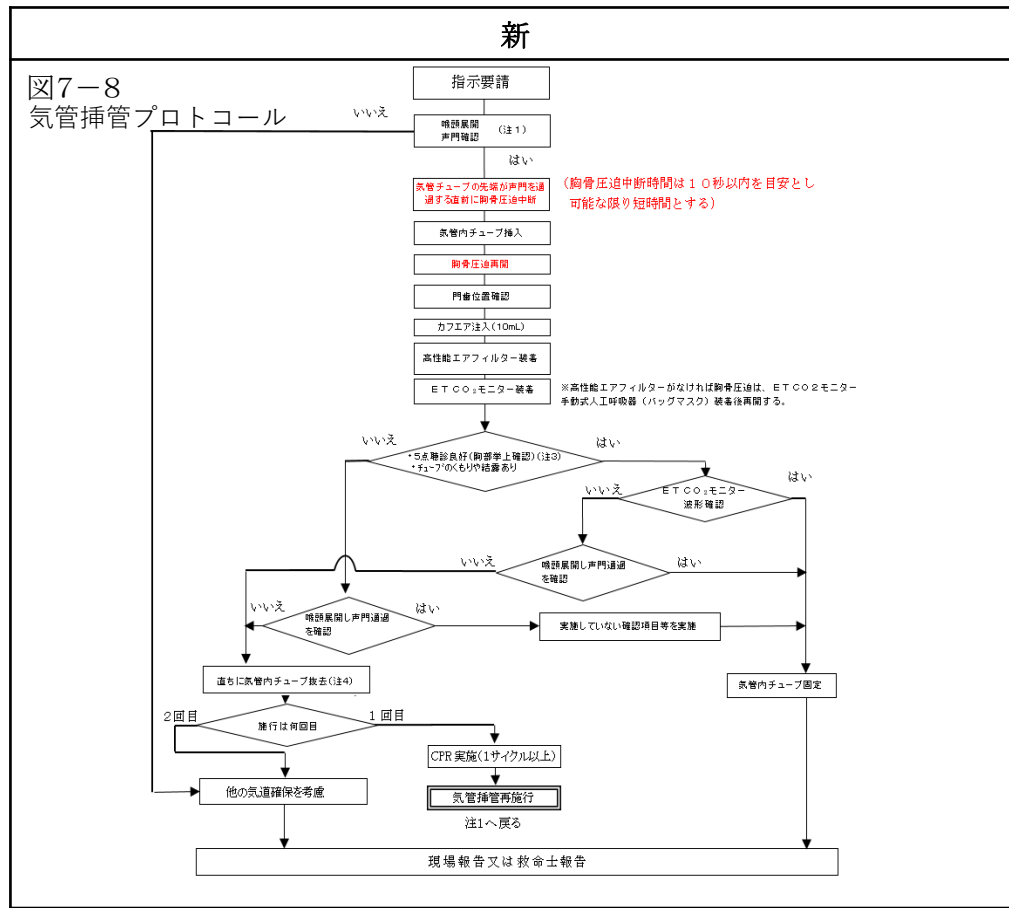 新
図7－8
気管挿管プロトコール
指示要請
いいえ
喉頭展開
声門確認
(注1)
はい
気管チューブの先端が声門を通
過する直前に胸骨圧迫中断
（胸骨圧迫中断時間は１０秒以内を目安とし
可能な限り短時間とする）
気管内チューブ挿入
胸骨圧迫再開
門歯位置確認
カフエア注入(10mL)
高性能エアフィルター装着
ＥＴＣＯ₂モニター装着
※高性能エアフィルターがなければ胸骨圧迫は、ＥＴＣＯ２モニター
手動式人工呼吸器（バッグマスク）装着後再開する。
いいえ
はい
・5点聴診良好(胸部挙上確認)(注3)
・チューブのくもりや結露あり
いいえ
はい
ＥＴＣＯ₂モニター
波形確認
いいえ
はい
喉頭展開し声門通過
を確認
いいえ
はい
喉頭展開し声門通過
を確認
実施していない確認項目等を実施
直ちに気管内チューブ抜去(注4)
気管内チューブ固定
2回目
1回目
施行は何回目
CPR実施(1サイクル以上)
他の気道確保を考慮
気管挿管再施行
注1へ戻る
現場報告又は救命士報告